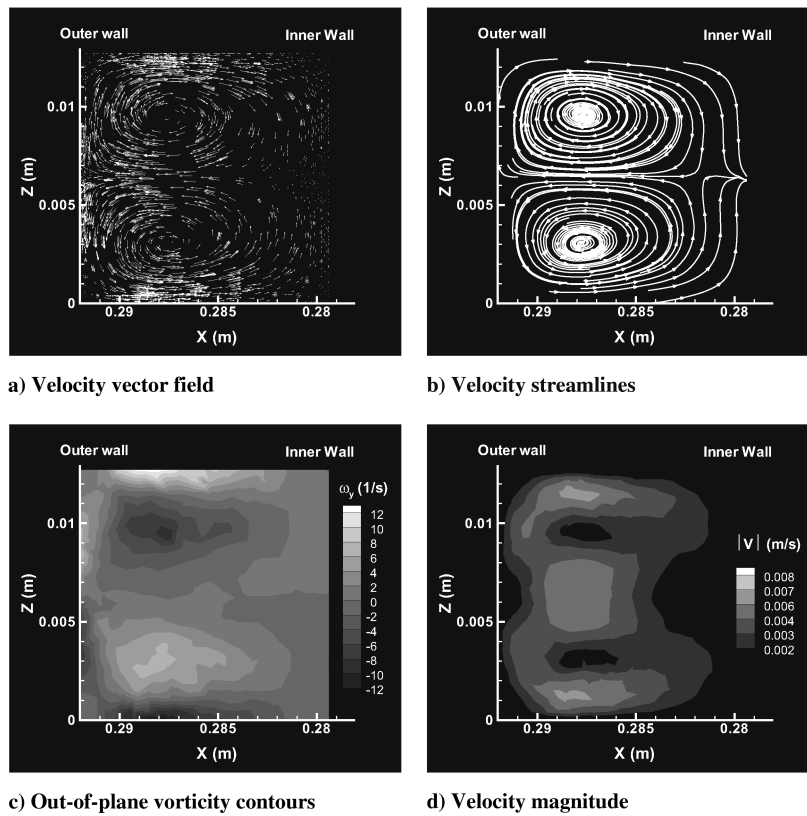 Outer wall
Inner Wall
Z (m)
0.01
0.005
0
0.29
0.285
0.28
X (m)
a) Velocity vector field
Outer wall
Inner Wall
Z (m)
0.01
0.005
0
0.29
0.285
0.28
X (m)
b) Velocity streamlines
Outer wall
Inner Wall
Z (m)
0.01
0.005
0
0.29
0.285
0.28
X (m)
ωy (1/s)
12
10
8
6
4
2
0
-2
-4
-6
-8
-10
-12
c) Out-of-plane vorticity contours
Outer wall
Inner Wall
Z (m)
0.01
0.005
0
0.29
0.285
0.28
X (m)
|V| (m/s)
0.008
0.007
0.006
0.004
0.003
0.002
d) Velocity magnitude